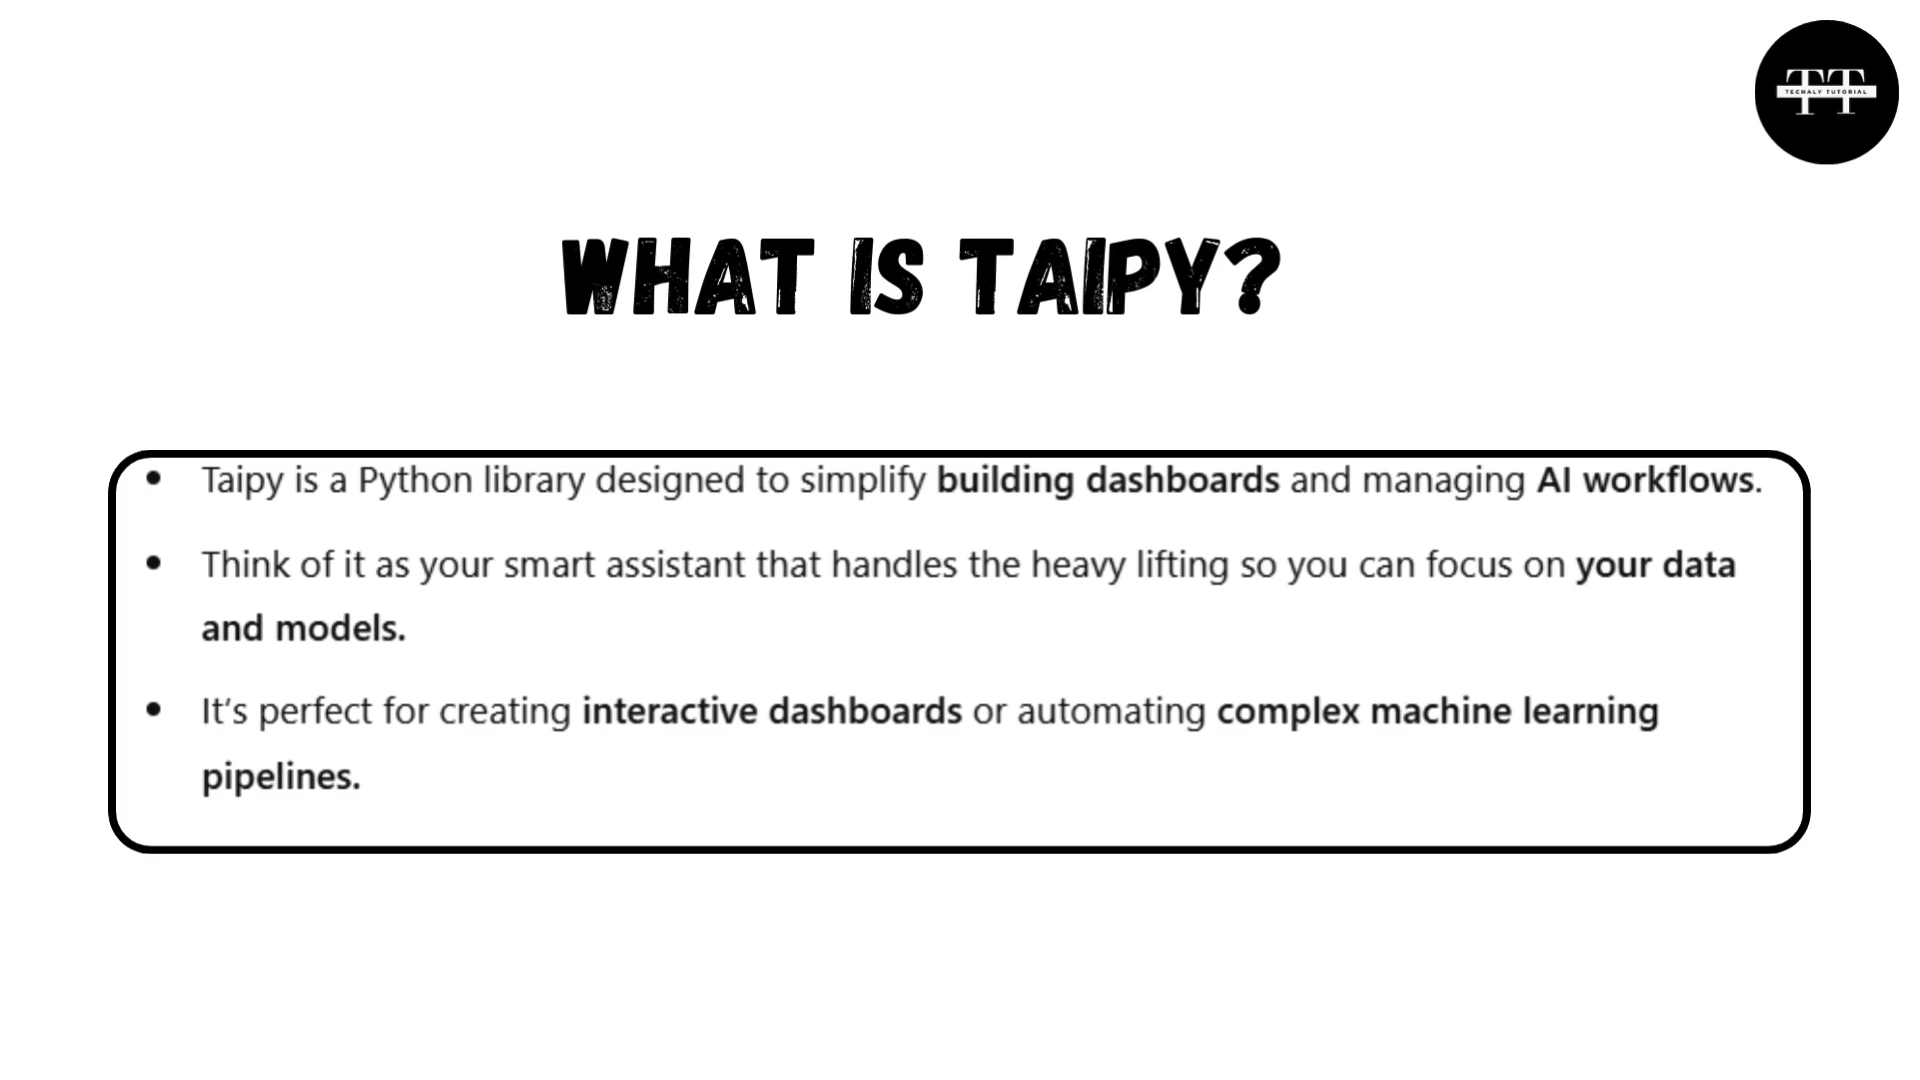 TT
TECHALY TUTORIAL
WHAT IS TAIPY?
• Taipy is a Python library designed to simplify building dashboards and managing AI workflows.
• Think of it as your smart assistant that handles the heavy lifting so you can focus on your data
and models.
• It’s perfect for creating interactive dashboards or automating complex machine learning
pipelines.